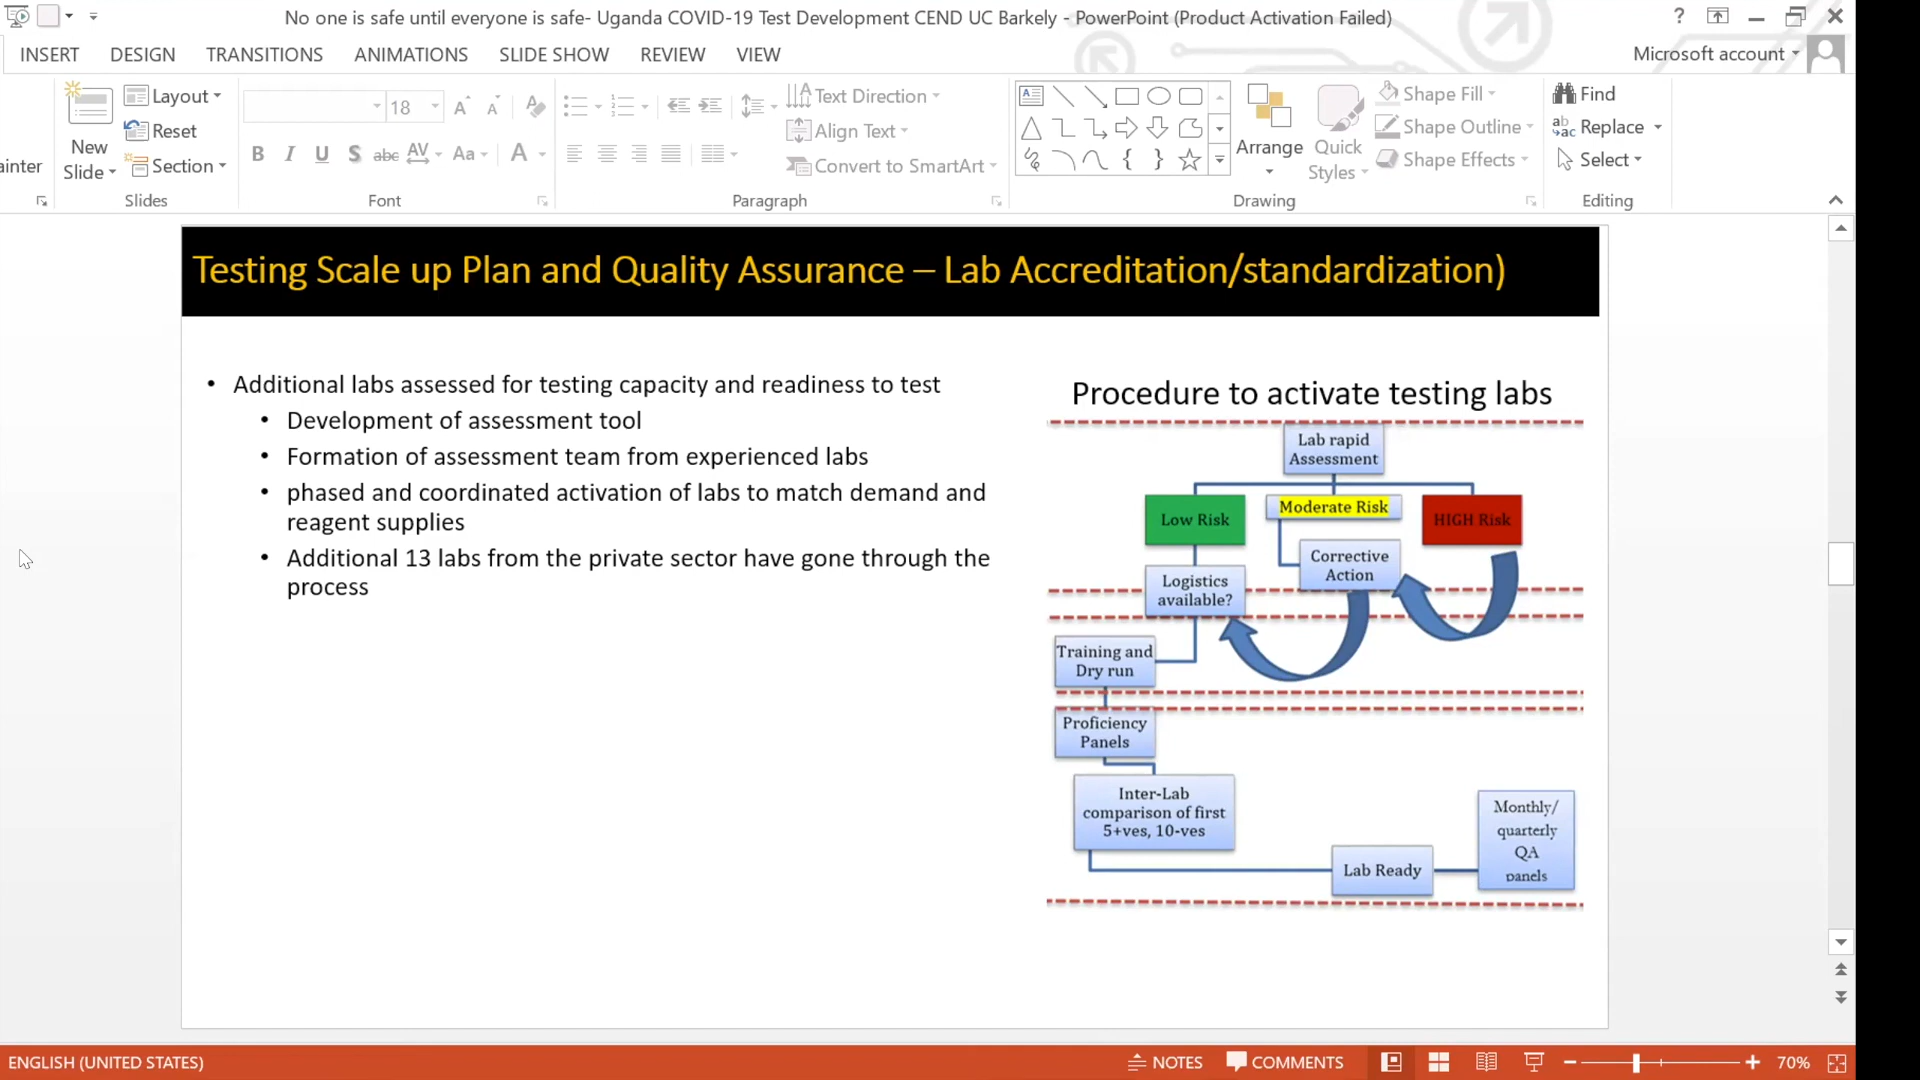 No one is safe until everyone is safe- Uganda COVID-19 Test Development CEND UC Barkely - PowerPoint (Product Activation Failed)
?
INSERT DESIGN TRANSITIONS ANIMATIONS SLIDE SHOW REVIEW VIEW
Microsoft account
ainter
New
Slide
Layout
Reset
Section
Slides
18
B I U S abc AV Aa A
Font
Text Direction
Align Text
Convert to SmartArt
Paragraph
Arrange
Quick
Styles
Shape Fill
Shape Outline
Shape Effects
Drawing
Find
Replace
Select
Editing
Testing Scale up Plan and Quality Assurance – Lab Accreditation/standardization)
• Additional labs assessed for testing capacity and readiness to test
• Development of assessment tool
• Formation of assessment team from experienced labs
• phased and coordinated activation of labs to match demand and
reagent supplies
• Additional 13 labs from the private sector have gone through the
process
Procedure to activate testing labs
Lab rapid
Assessment
Low Risk
Moderate Risk
HIGH Risk
Corrective
Action
Logistics
available?
Training and
Dry run
Proficiency
Panels
Inter-Lab
comparison of first
5+ves, 10-ves
Lab Ready
Monthly/
quarterly
QA
panels
ENGLISH (UNITED STATES)
NOTES COMMENTS 70%